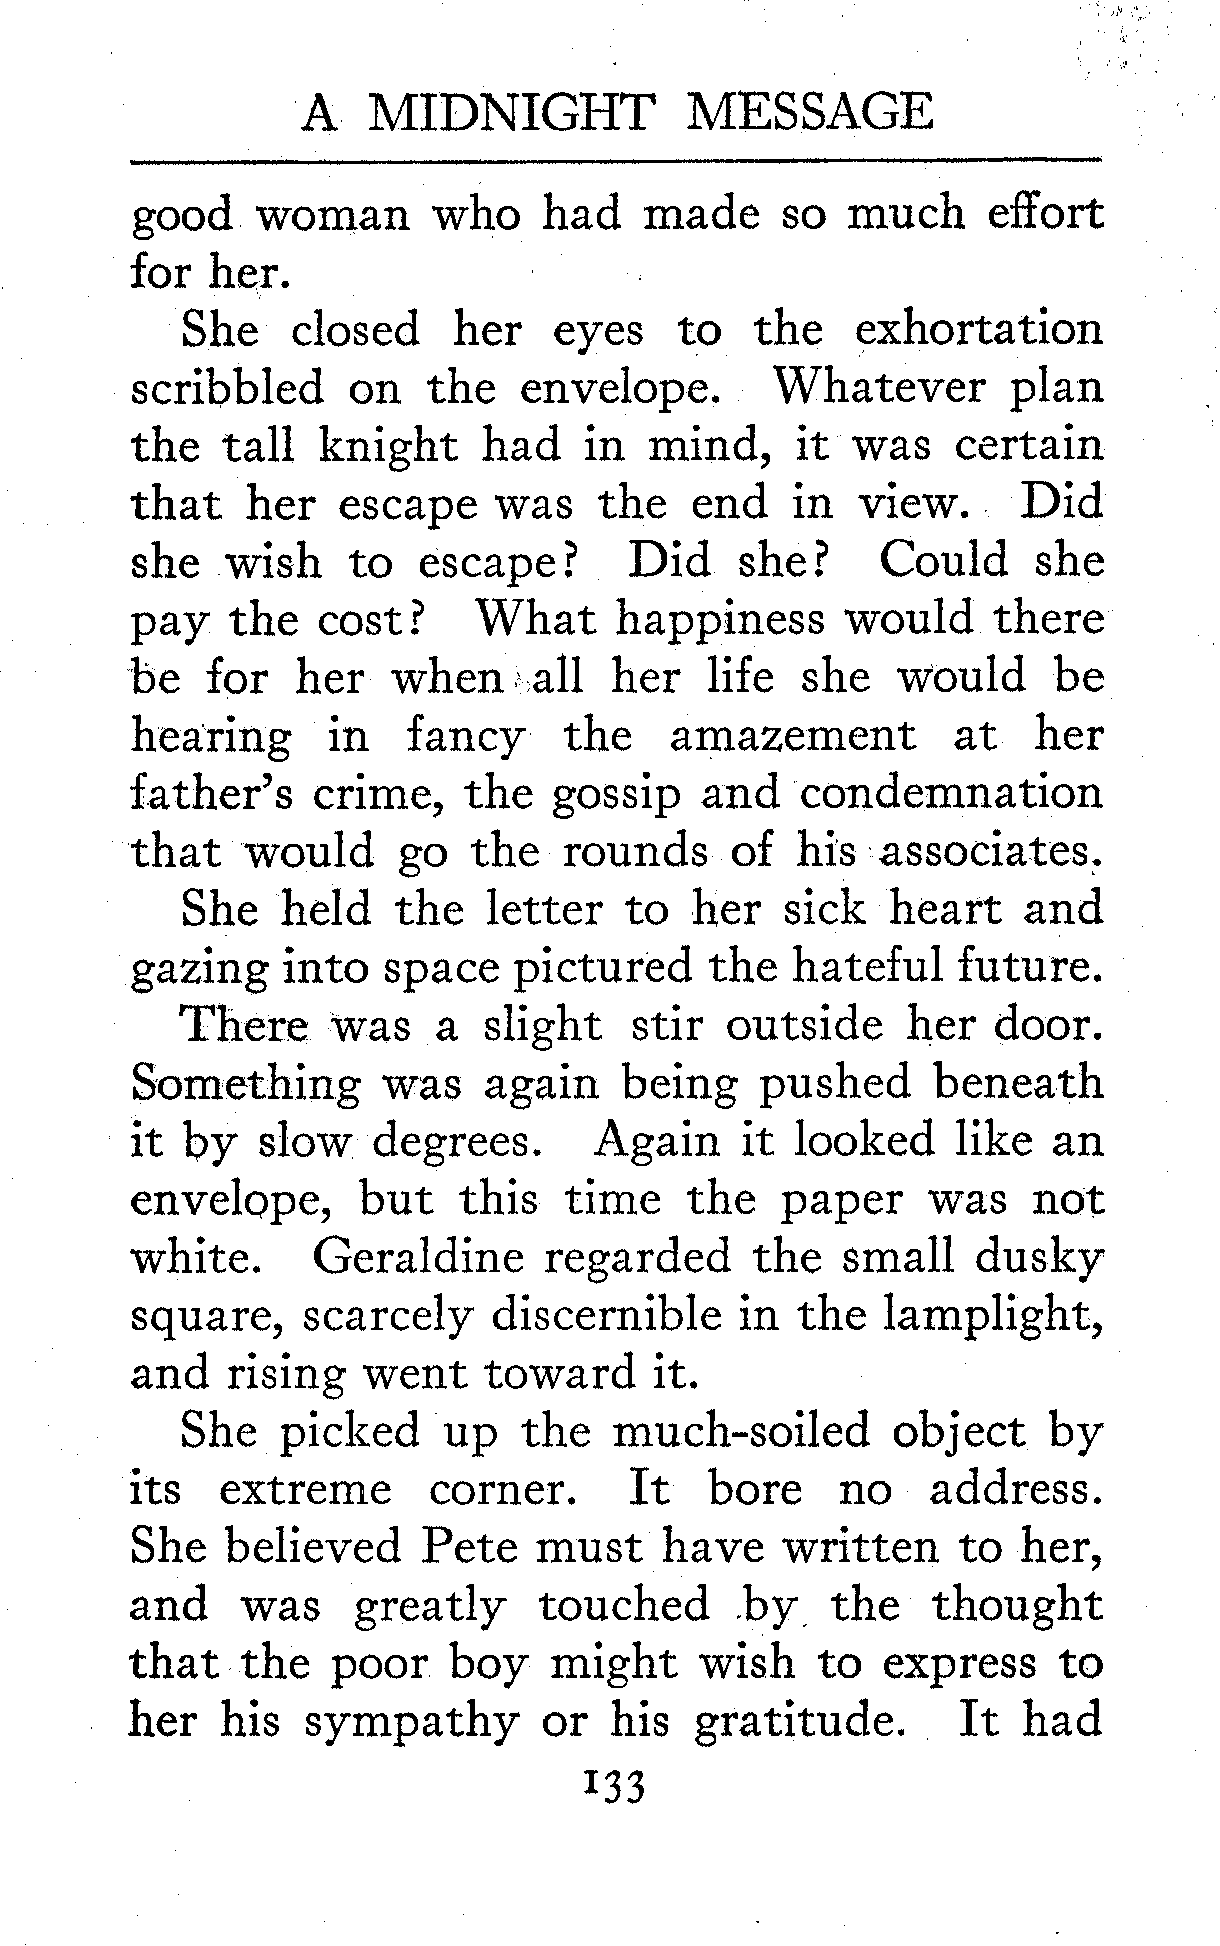 A MIDNIGHT MESSAGE
good woman who had made so much effort
for her.
She closed her eyes to the exhortation
scribbled on the envelope. Whatever plan
the tall knight had in mind, it was certain
that her escape was the end in view. Did
she wish to escape? Did she? Could she
pay the cost? What happiness would there
be for her when all her life she would be
hearing in fancy the amazement at her
father's crime, the gossip and condemnation
that would go the rounds of his associates.
She held the letter to her sick heart and
gazing into space pictured the hateful future.
There was a slight stir outside her door.
Something was again being pushed beneath
it by slow degrees. Again it looked like an
envelope, but this time the paper was not
white. Geraldine regarded the small dusky
square, scarcely discernible in the lamplight,
and rising went toward it.
She picked up the much-soiled object by
its extreme corner. It bore no address.
She believed Pete must have written to her,
and was greatly touched by the thought
that the poor boy might wish to express to
her his sympathy or his gratitude. It had
133